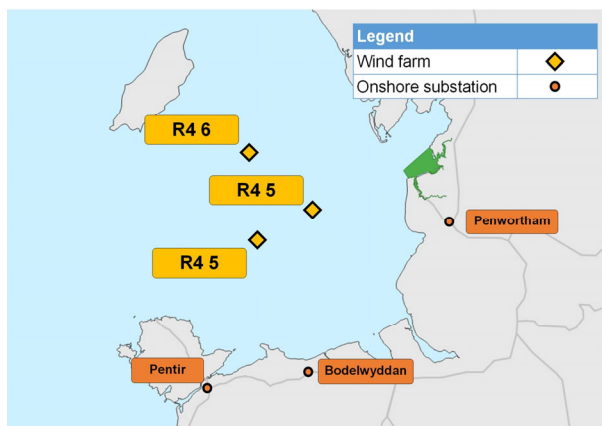 Legend
Wind farm
Onshore substation
R4 6
R4 5
Penwortham
R4 5
Pentir
Bodelwyddan